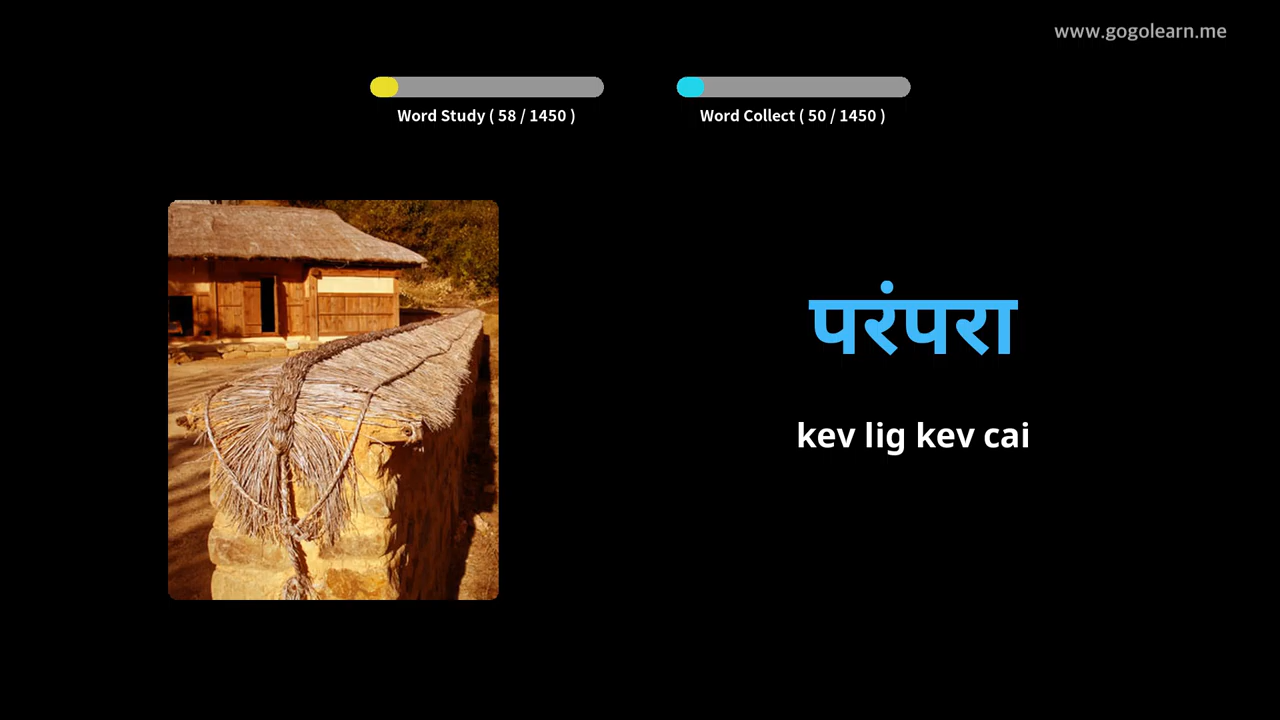 www.gogolearn.me
Word Study ( 58 / 1450 )
Word Collect ( 50 / 1450 )
परंपरा
kev lig kev cai